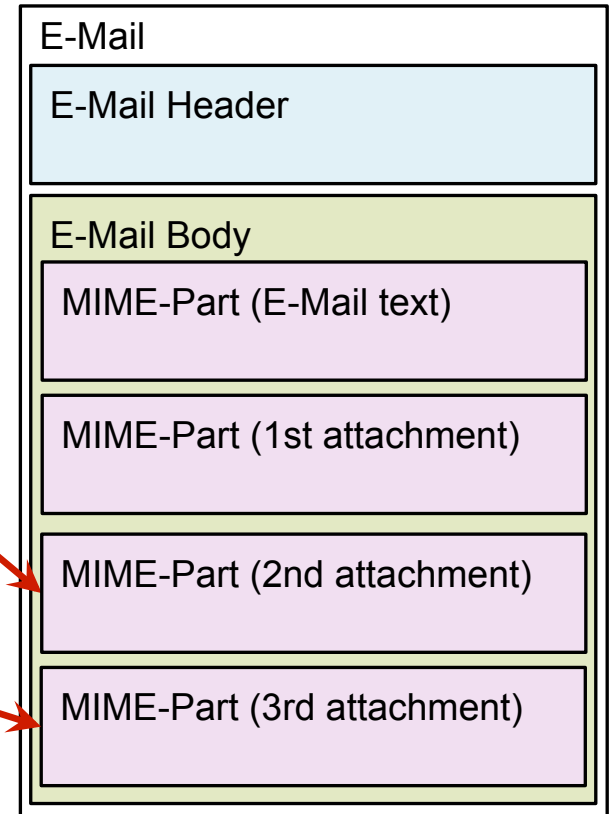 E-Mail
E-Mail Header
E-Mail Body
MIME-Part (E-Mail text)
MIME-Part (1st attachment)
MIME-Part (2nd attachment)
MIME-Part (3rd attachment)